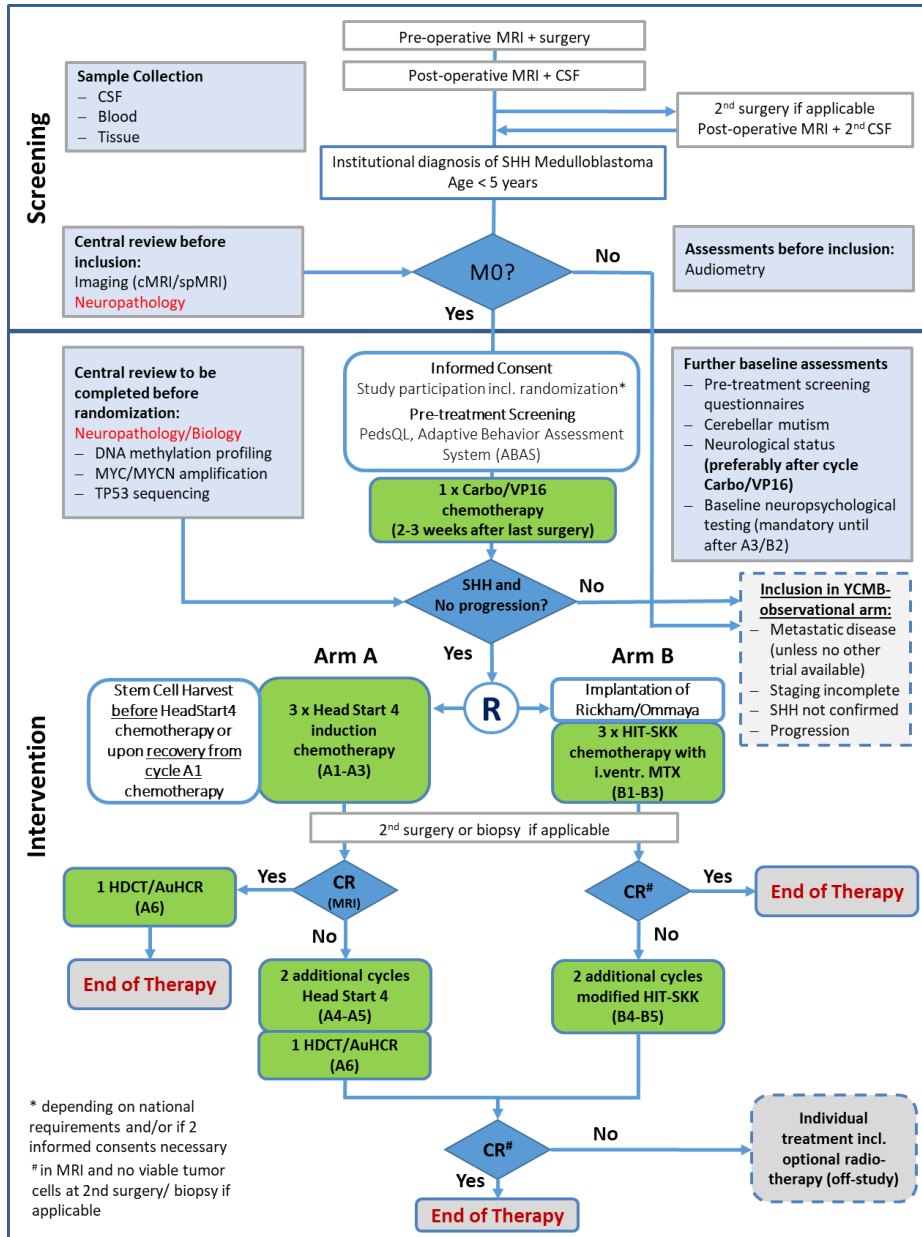 Screening
Pre-operative MRI + surgery
Post-operative MRI + CSF
Sample Collection
– CSF
– Blood
– Tissue
2nd surgery if applicable
Post-operative MRI + 2nd CSF
Institutional diagnosis of SHH Medulloblastoma
Age < 5 years
Central review before
inclusion:
Imaging (cMRI/spMRI)
Neuropathology
M0?
No
Yes
Assessments before inclusion:
Audiometry
Intervention
Central review to be
completed before
randomization:
Neuropathology/Biology
– DNA methylation profiling
– MYC/MYCN amplification
– TP53 sequencing
Informed Consent
Study participation incl. randomization*
Pre-treatment Screening
PedsQL, Adaptive Behavior Assessment
System (ABAS)
1 x Carbo/VP16
chemotherapy
(2-3 weeks after last surgery)
Further baseline assessments
– Pre-treatment screening
questionnaires
– Cerebellar mutism
– Neurological status
(preferably after cycle
Carbo/VP16)
– Baseline neuropsychological
testing (mandatory until
after A3/B2)
SHH and
No progression?
No
Yes
Inclusion in YCMB-
observational arm:
– Metastatic disease
(unless no other
trial available)
– Staging incomplete
– SHH not confirmed
– Progression
Arm A
Arm B
R
Stem Cell Harvest
before HeadStart4
chemotherapy or
upon recovery from
cycle A1
chemotherapy
3 x Head Start 4
induction
chemotherapy
(A1-A3)
Implantation of
Rickham/Ommaya
3 x HIT-SKK
chemotherapy with
i.ventr. MTX
(B1-B3)
2nd surgery or biopsy if applicable
1 HDCT/AuHCR
(A6)
Yes
CR
(MRI)
No
CR#
Yes
No
End of Therapy
End of Therapy
2 additional cycles
Head Start 4
(A4-A5)
1 HDCT/AuHCR
(A6)
2 additional cycles
modified HIT-SKK
(B4-B5)
* depending on national
requirements and/or if 2
informed consents necessary
# in MRI and no viable tumor
cells at 2nd surgery/ biopsy if
applicable
CR#
No
Yes
End of Therapy
Individual
treatment incl.
optional radio-
therapy (off-study)